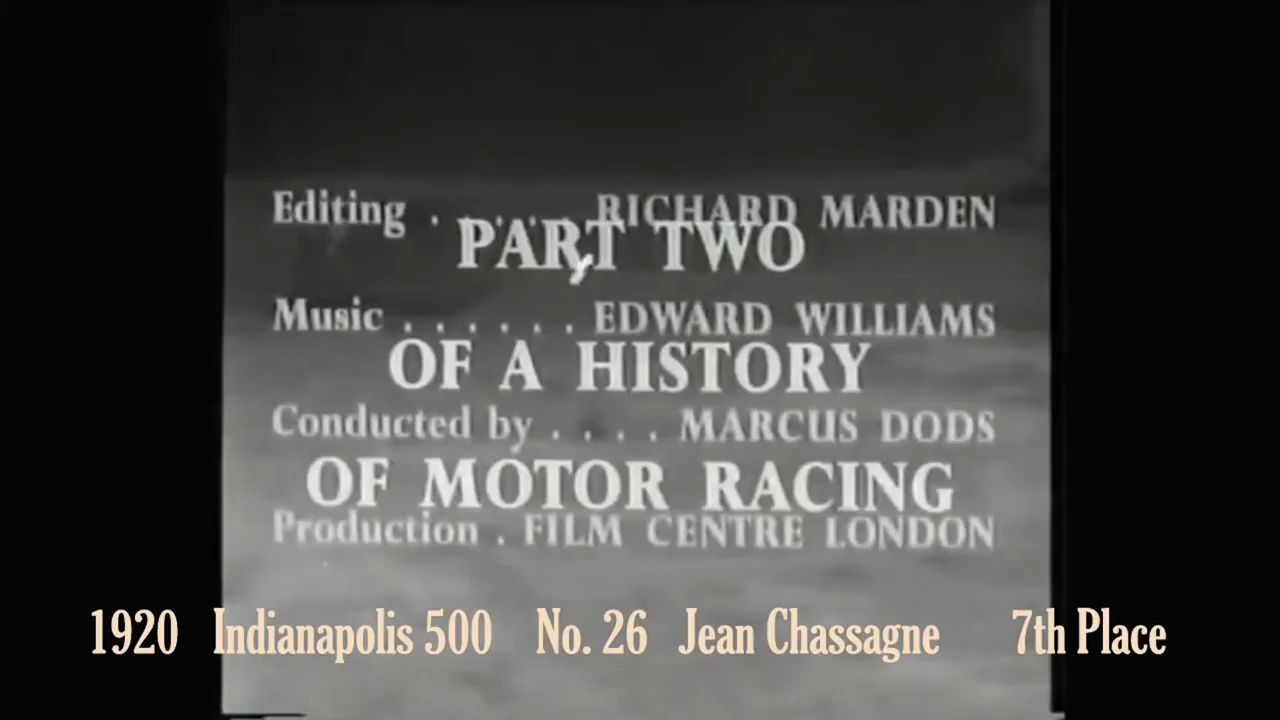 Editing . . . . . RICHARD MARDEN
PART TWO
Music . . . . . . EDWARD WILLIAMS
OF A HISTORY
Conducted by . . . . MARCUS DODS
OF MOTOR RACING
Production . FILM CENTRE LONDON
1920 Indianapolis 500 No. 26 Jean Chassagne 7th Place